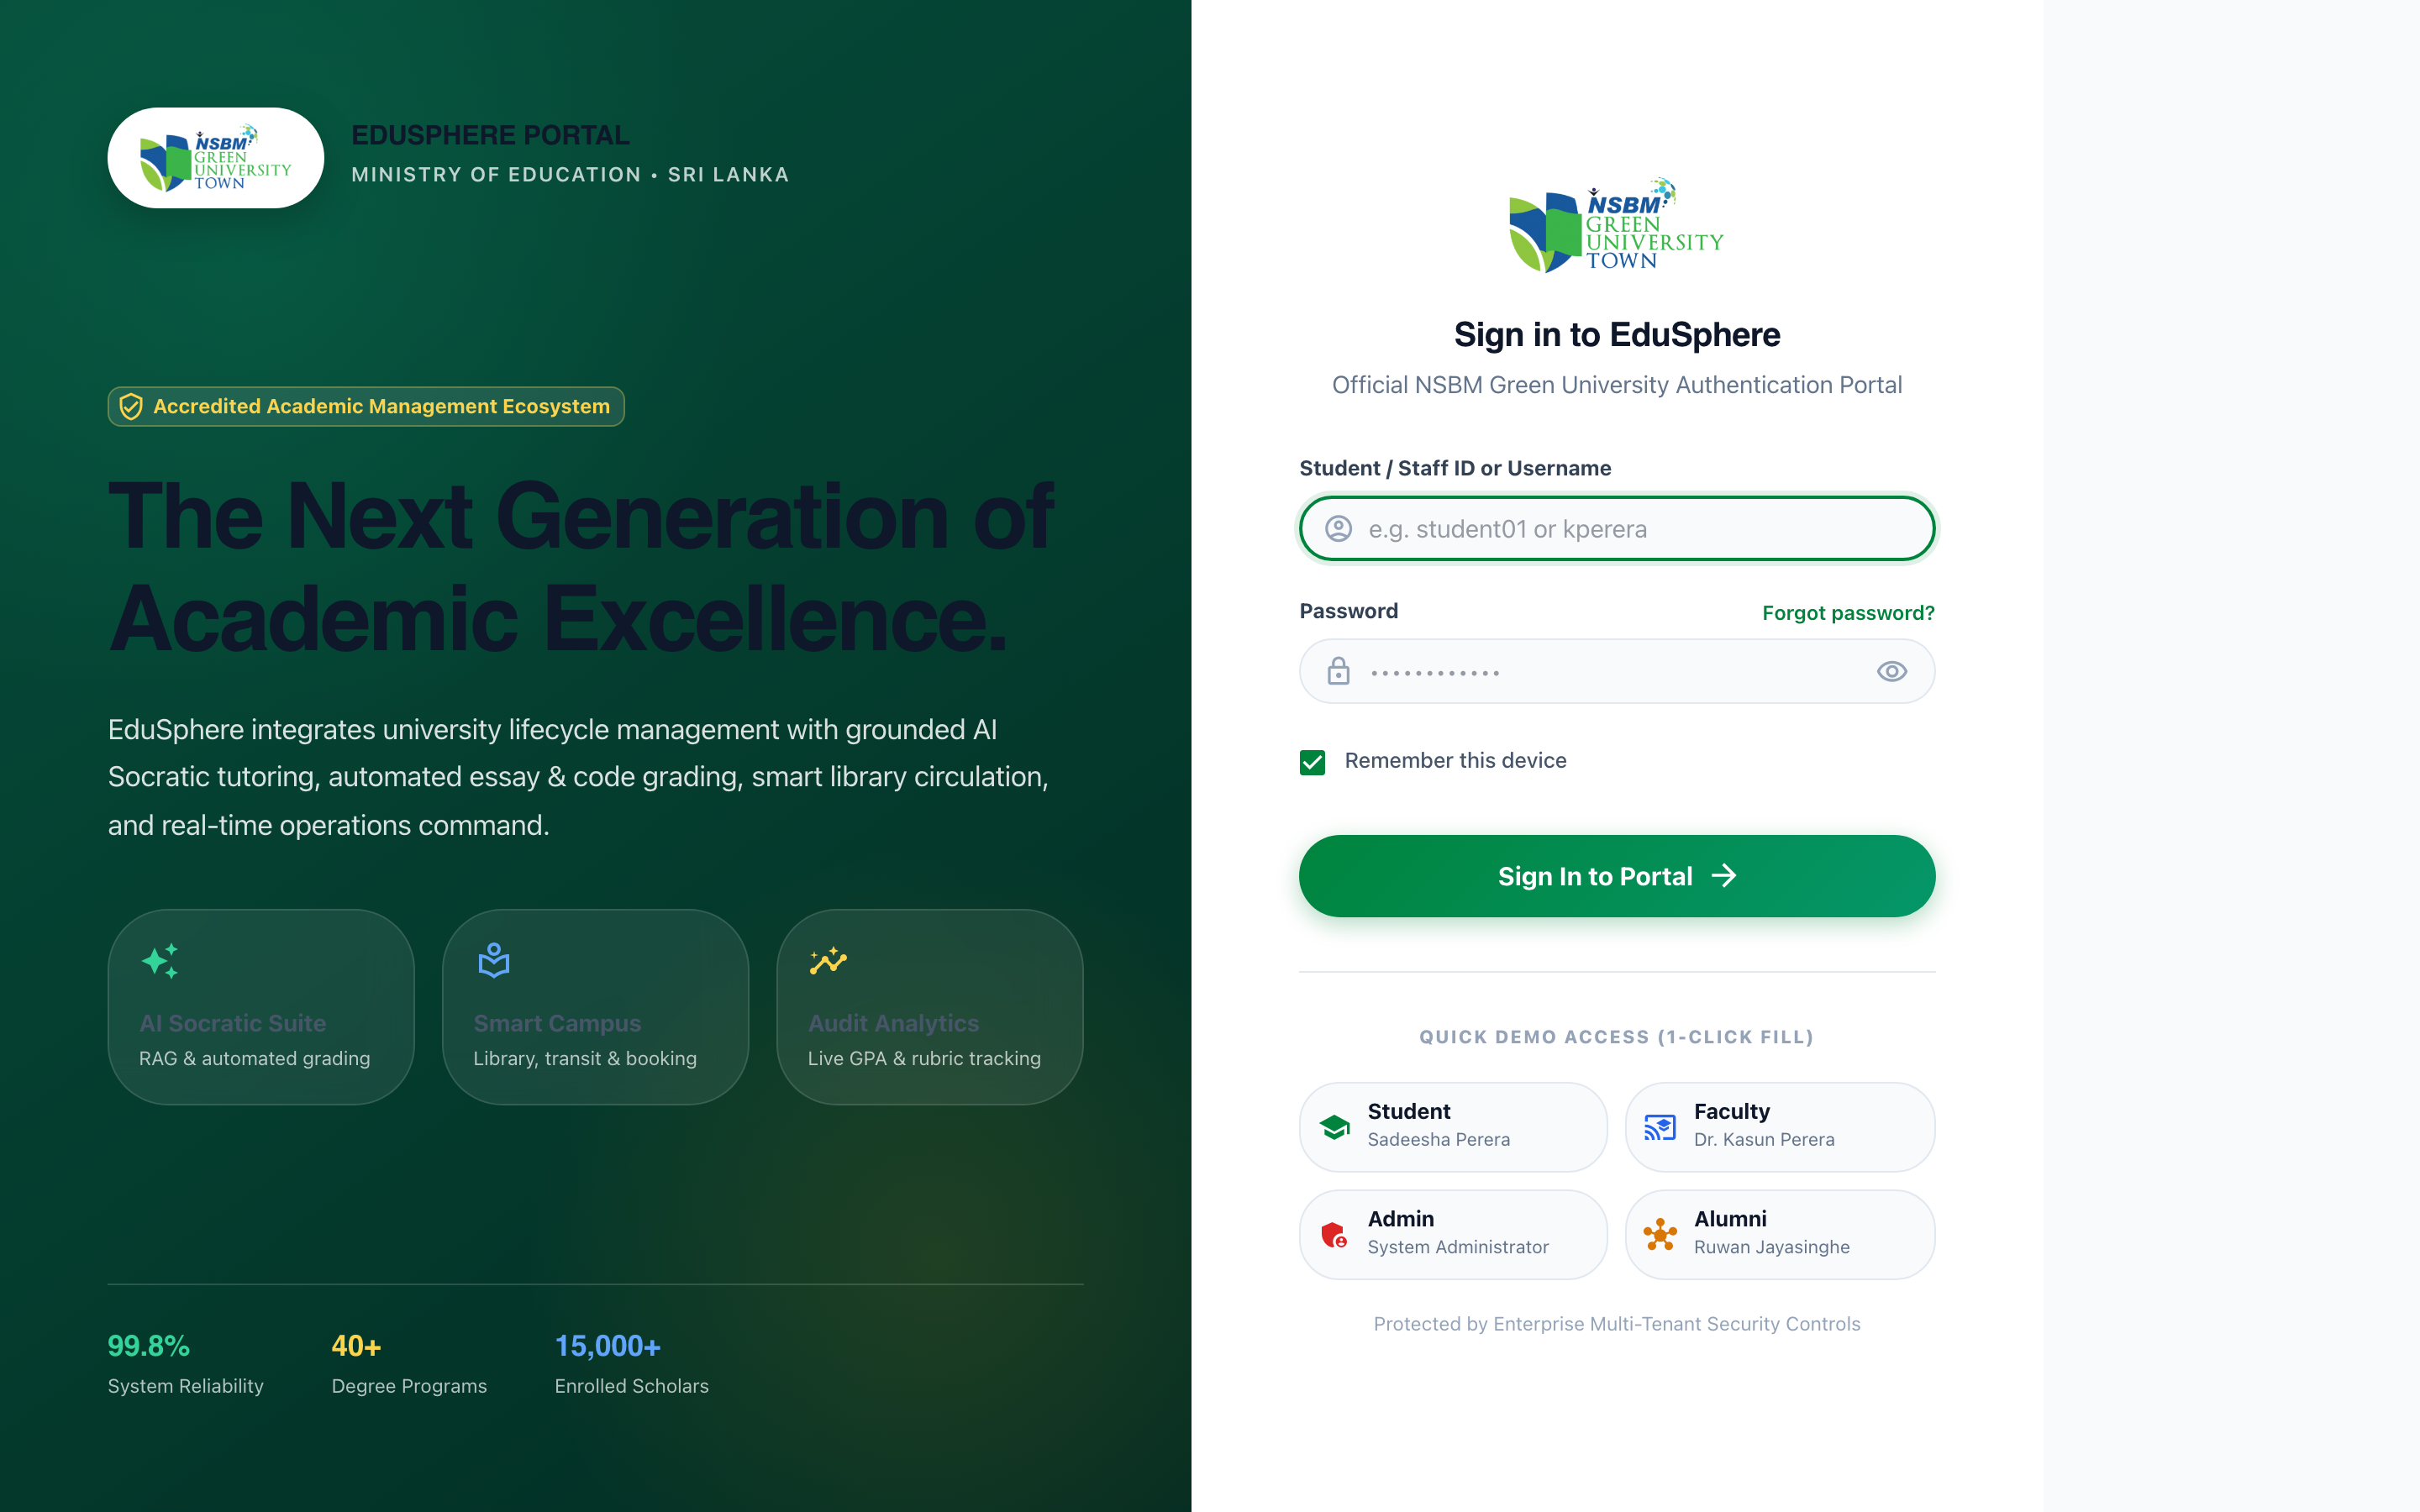 NSBM
GREEN
UNIVERSITY
TOWN
EDUSPHERE PORTAL
MINISTRY OF EDUCATION • SRI LANKA
Accredited Academic Management Ecosystem
The Next Generation of
Academic Excellence.
EduSphere integrates university lifecycle management with grounded AI
Socratic tutoring, automated essay & code grading, smart library circulation,
and real-time operations command.
AI Socratic Suite
RAG & automated grading
Smart Campus
Library, transit & booking
Audit Analytics
Live GPA & rubric tracking
99.8%
System Reliability
40+
Degree Programs
15,000+
Enrolled Scholars
NSBM
GREEN
UNIVERSITY
TOWN
Sign in to EduSphere
Official NSBM Green University Authentication Portal
Student / Staff ID or Username
e.g. student01 or kperera
Password
Forgot password?
••••••••••••
Remember this device
Sign In to Portal →
QUICK DEMO ACCESS (1-CLICK FILL)
Student
Sadeesha Perera
Faculty
Dr. Kasun Perera
Admin
System Administrator
Alumni
Ruwan Jayasinghe
Protected by Enterprise Multi-Tenant Security Controls